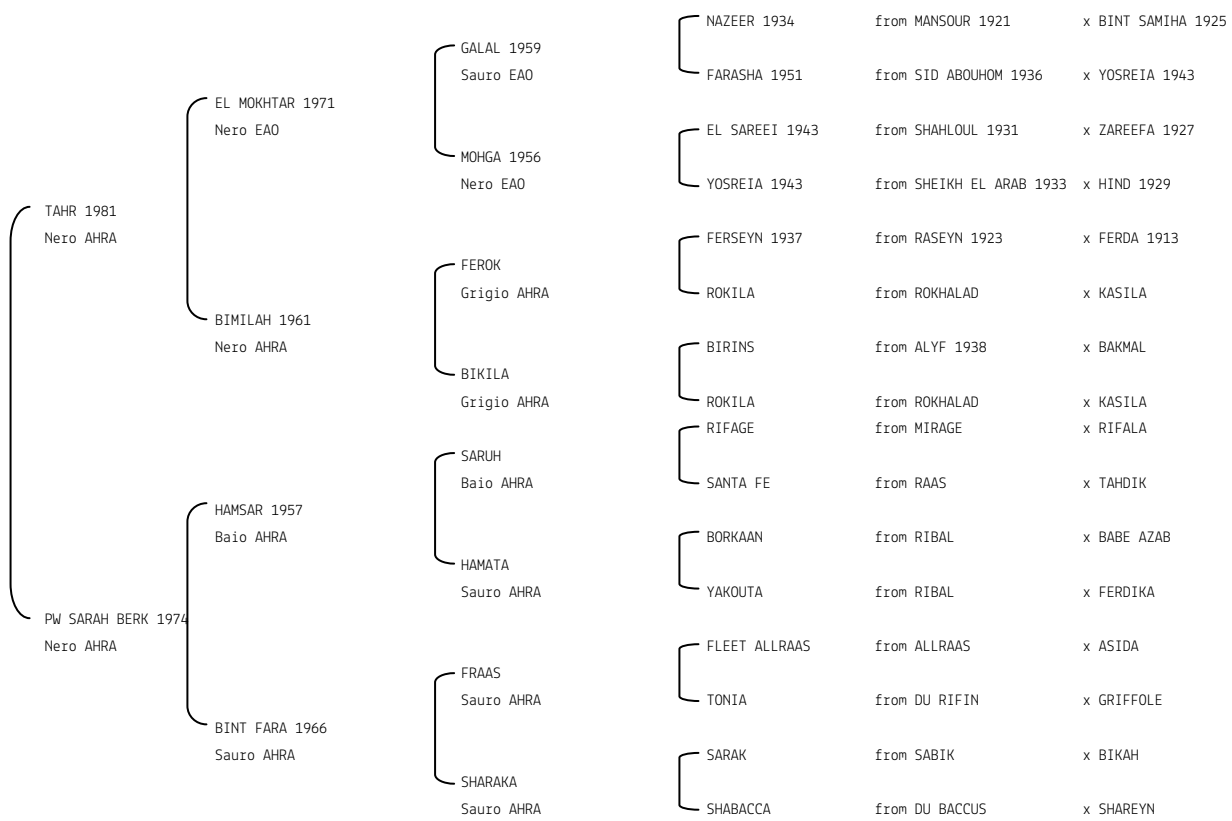 NAZEER 1934 from MANSOUR 1921 x BINT SAMIHA 1925
GALAL 1959
Sauro EAO FARASHA 1951 from SID ABOUHOM 1936 x YOSREIA 1943
EL MOKHTAR 1971
Nero EAO EL SAREEI 1943 from SHAHLOUL 1931 x ZAREEFA 1927
MOHGA 1956
Nero EAO YOSREIA 1943 from SHEIKH EL ARAB 1933 x HIND 1929
TAHR 1981
Nero AHRA FERSEYN 1937 from RASEYN 1923 x FERDA 1913
FEROK
Grigio AHRA ROKILA from ROKHALAD x KASILA
BIMILAH 1961
Nero AHRA BIRINS from ALYF 1938 x BAKMAL
BIKILA
Grigio AHRA ROKILA from ROKHALAD x KASILA
RIFAGE from MIRAGE x RIFALA
SARUH
Baio AHRA SANTA FE from RAAS x TAHDIK
HAMSAR 1957
Baio AHRA BORKAAN from RIBAL x BABE AZAB
HAMATA
Sauro AHRA YAKOUTA from RIBAL x FERDIKA
PW SARAH BERK 1974
Nero AHRA FLEET ALLRAAS from ALLRAAS x ASIDA
FRAAS
Sauro AHRA TONIA from DU RIFIN x GRIFFOLE
BINT FARA 1966
Sauro AHRA SARAK from SABIK x BIKAH
SHARAKA
Sauro AHRA SHABACCA from DU BACCUS x SHAREYN